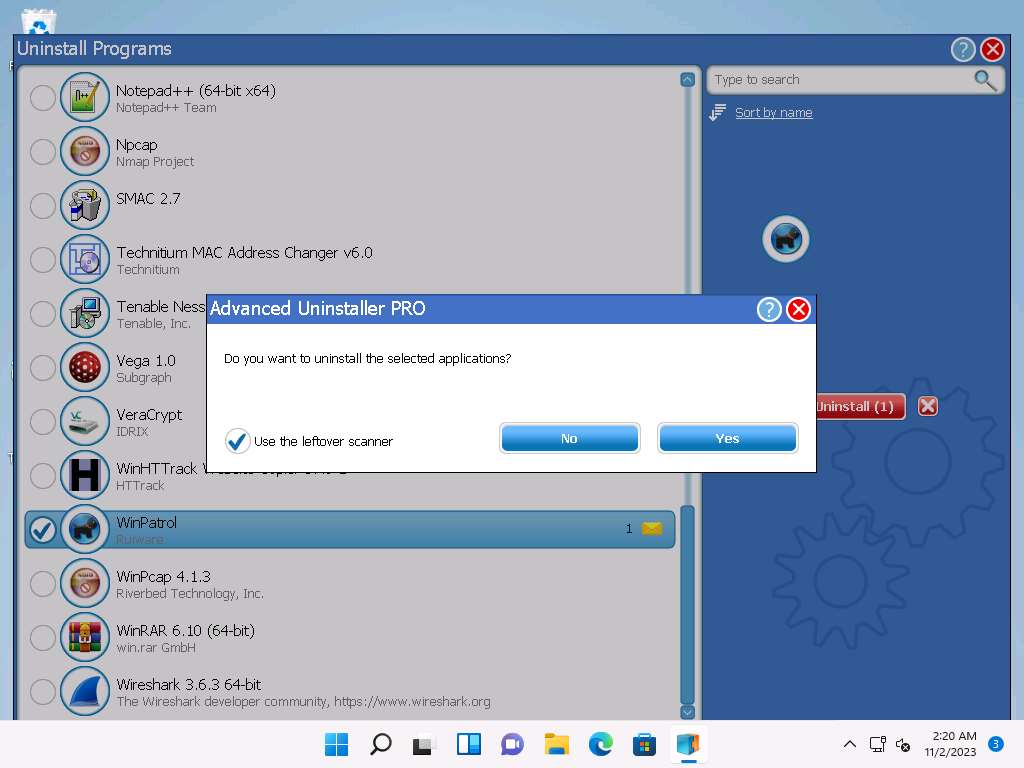 Uninstall Programs
?
Notepad++ (64-bit x64)
Notepad++ Team
Npcap
Nmap Project
SMAC 2.7
Technitium MAC Address Changer v6.0
Technitium
Tenable Ness
Tenable, Inc.
Vega 1.0
Subgraph
VeraCrypt
IDRIX
WinHTTrack
HTTrack
WinPatrol
Ruiware
1
WinPcap 4.1.3
Riverbed Technology, Inc.
WinRAR 6.10 (64-bit)
win.rar GmbH
Wireshark 3.6.3 64-bit
The Wireshark developer community, https://www.wireshark.org
Type to search
Sort by name
Uninstall (1)
Advanced Uninstaller PRO
?
Do you want to uninstall the selected applications?
Use the leftover scanner
No
Yes
2:20 AM
11/2/2023
3